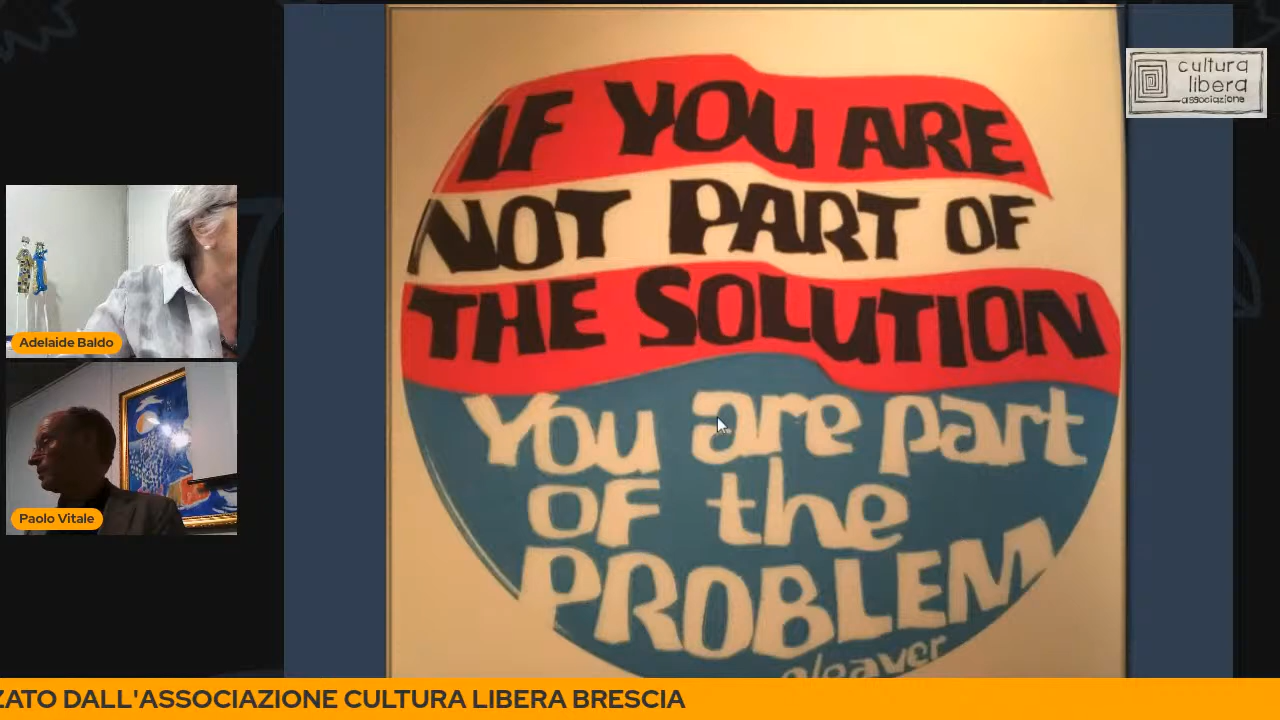 IF YOU ARE
NOT PART OF
THE SOLUTION
You are part
of the
PROBLEM
cultura
libera
associazione
Adelaide Baldo
Paolo Vitale
ZATO DALL'ASSOCIAZIONE CULTURA LIBERA BRESCIA